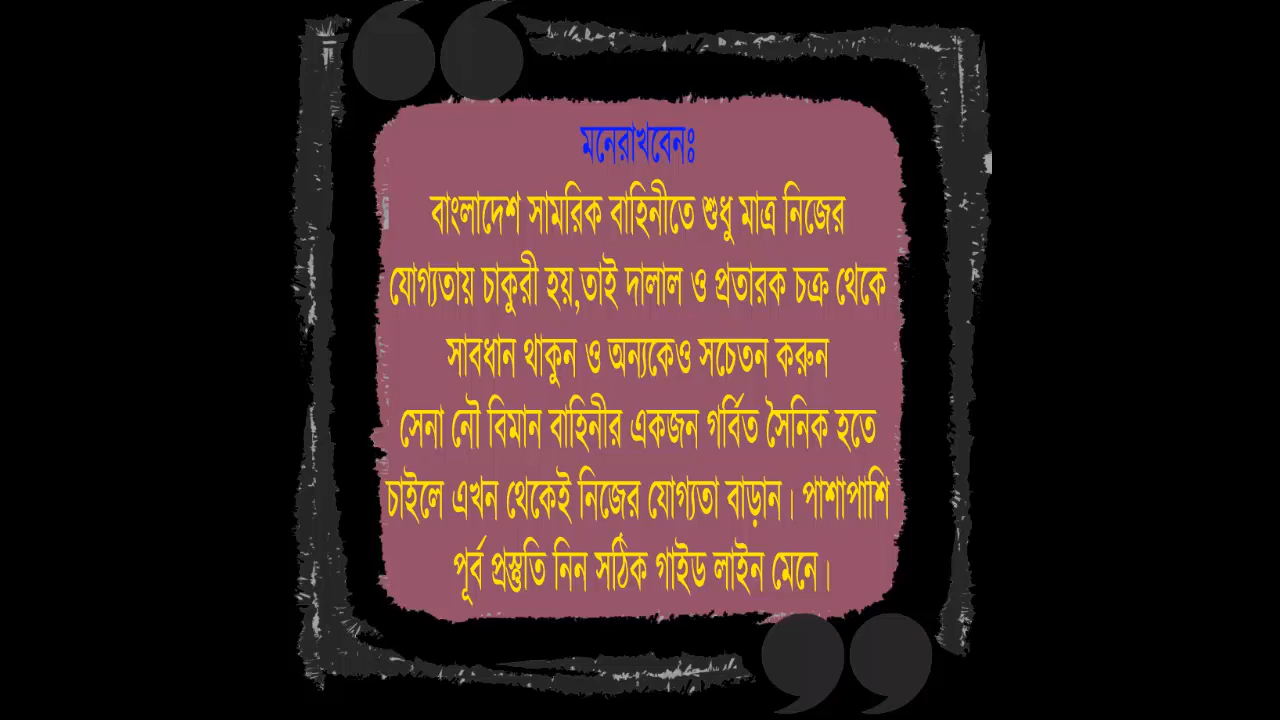 মনেরাখবেনঃ
বাংলাদেশ সামরিক বাহিনীতে শুধু মাত্র নিজের
যোগ্যতায় চাকুরী হয়,তাই দালাল ও প্রতারক চক্র থেকে
সাবধান থাকুন ও অন্যকেও সচেতন করুন
সেনা নৌ বিমান বাহিনীর একজন গর্বিত সৈনিক হতে
চাইলে এখন থেকেই নিজের যোগ্যতা বাড়ান। পাশাপাশি
পূর্ব প্রস্তুতি নিন সঠিক গাইড লাইন মেনে।